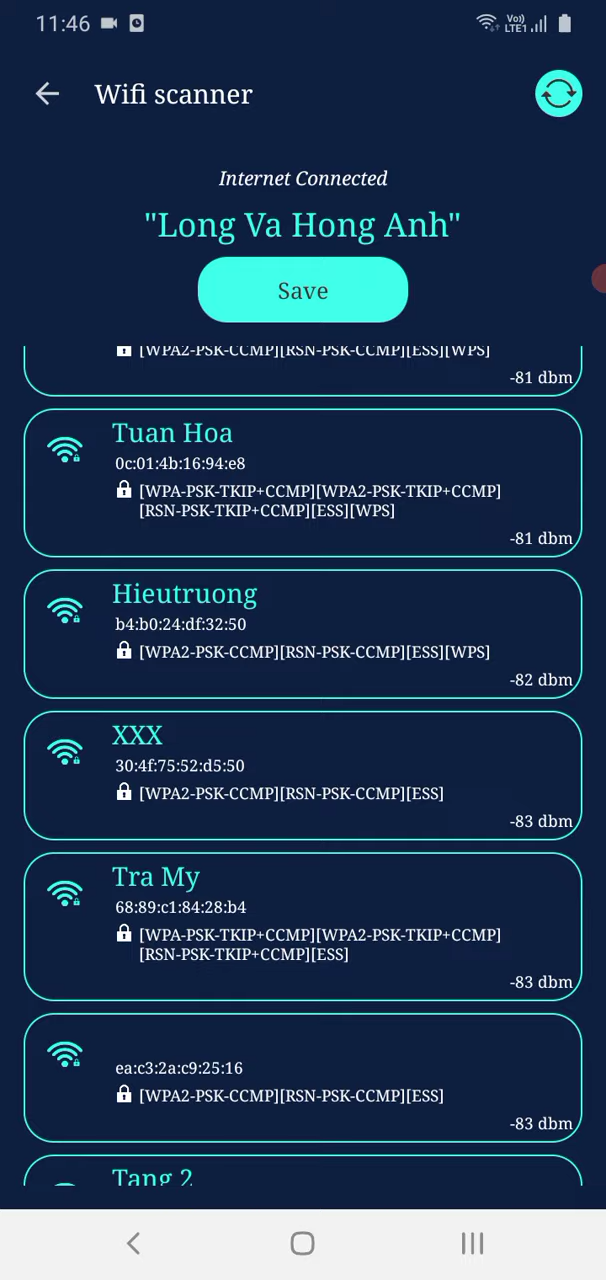 11:46
Vo)) LTE1
Wifi scanner
Internet Connected
"Long Va Hong Anh"
Save
[WPA2-PSK-CCMP][RSN-PSK-CCMP][ESS][WPS]
-81 dbm
Tuan Hoa
0c:01:4b:16:94:e8
[WPA-PSK-TKIP+CCMP][WPA2-PSK-TKIP+CCMP]
[RSN-PSK-TKIP+CCMP][ESS][WPS]
-81 dbm
Hieutruong
b4:b0:24:df:32:50
[WPA2-PSK-CCMP][RSN-PSK-CCMP][ESS][WPS]
-82 dbm
XXX
30:4f:75:52:d5:50
[WPA2-PSK-CCMP][RSN-PSK-CCMP][ESS]
-83 dbm
Tra My
68:89:c1:84:28:b4
[WPA-PSK-TKIP+CCMP][WPA2-PSK-TKIP+CCMP]
[RSN-PSK-TKIP+CCMP][ESS]
-83 dbm
ea:c3:2a:c9:25:16
[WPA2-PSK-CCMP][RSN-PSK-CCMP][ESS]
-83 dbm
Tang 2